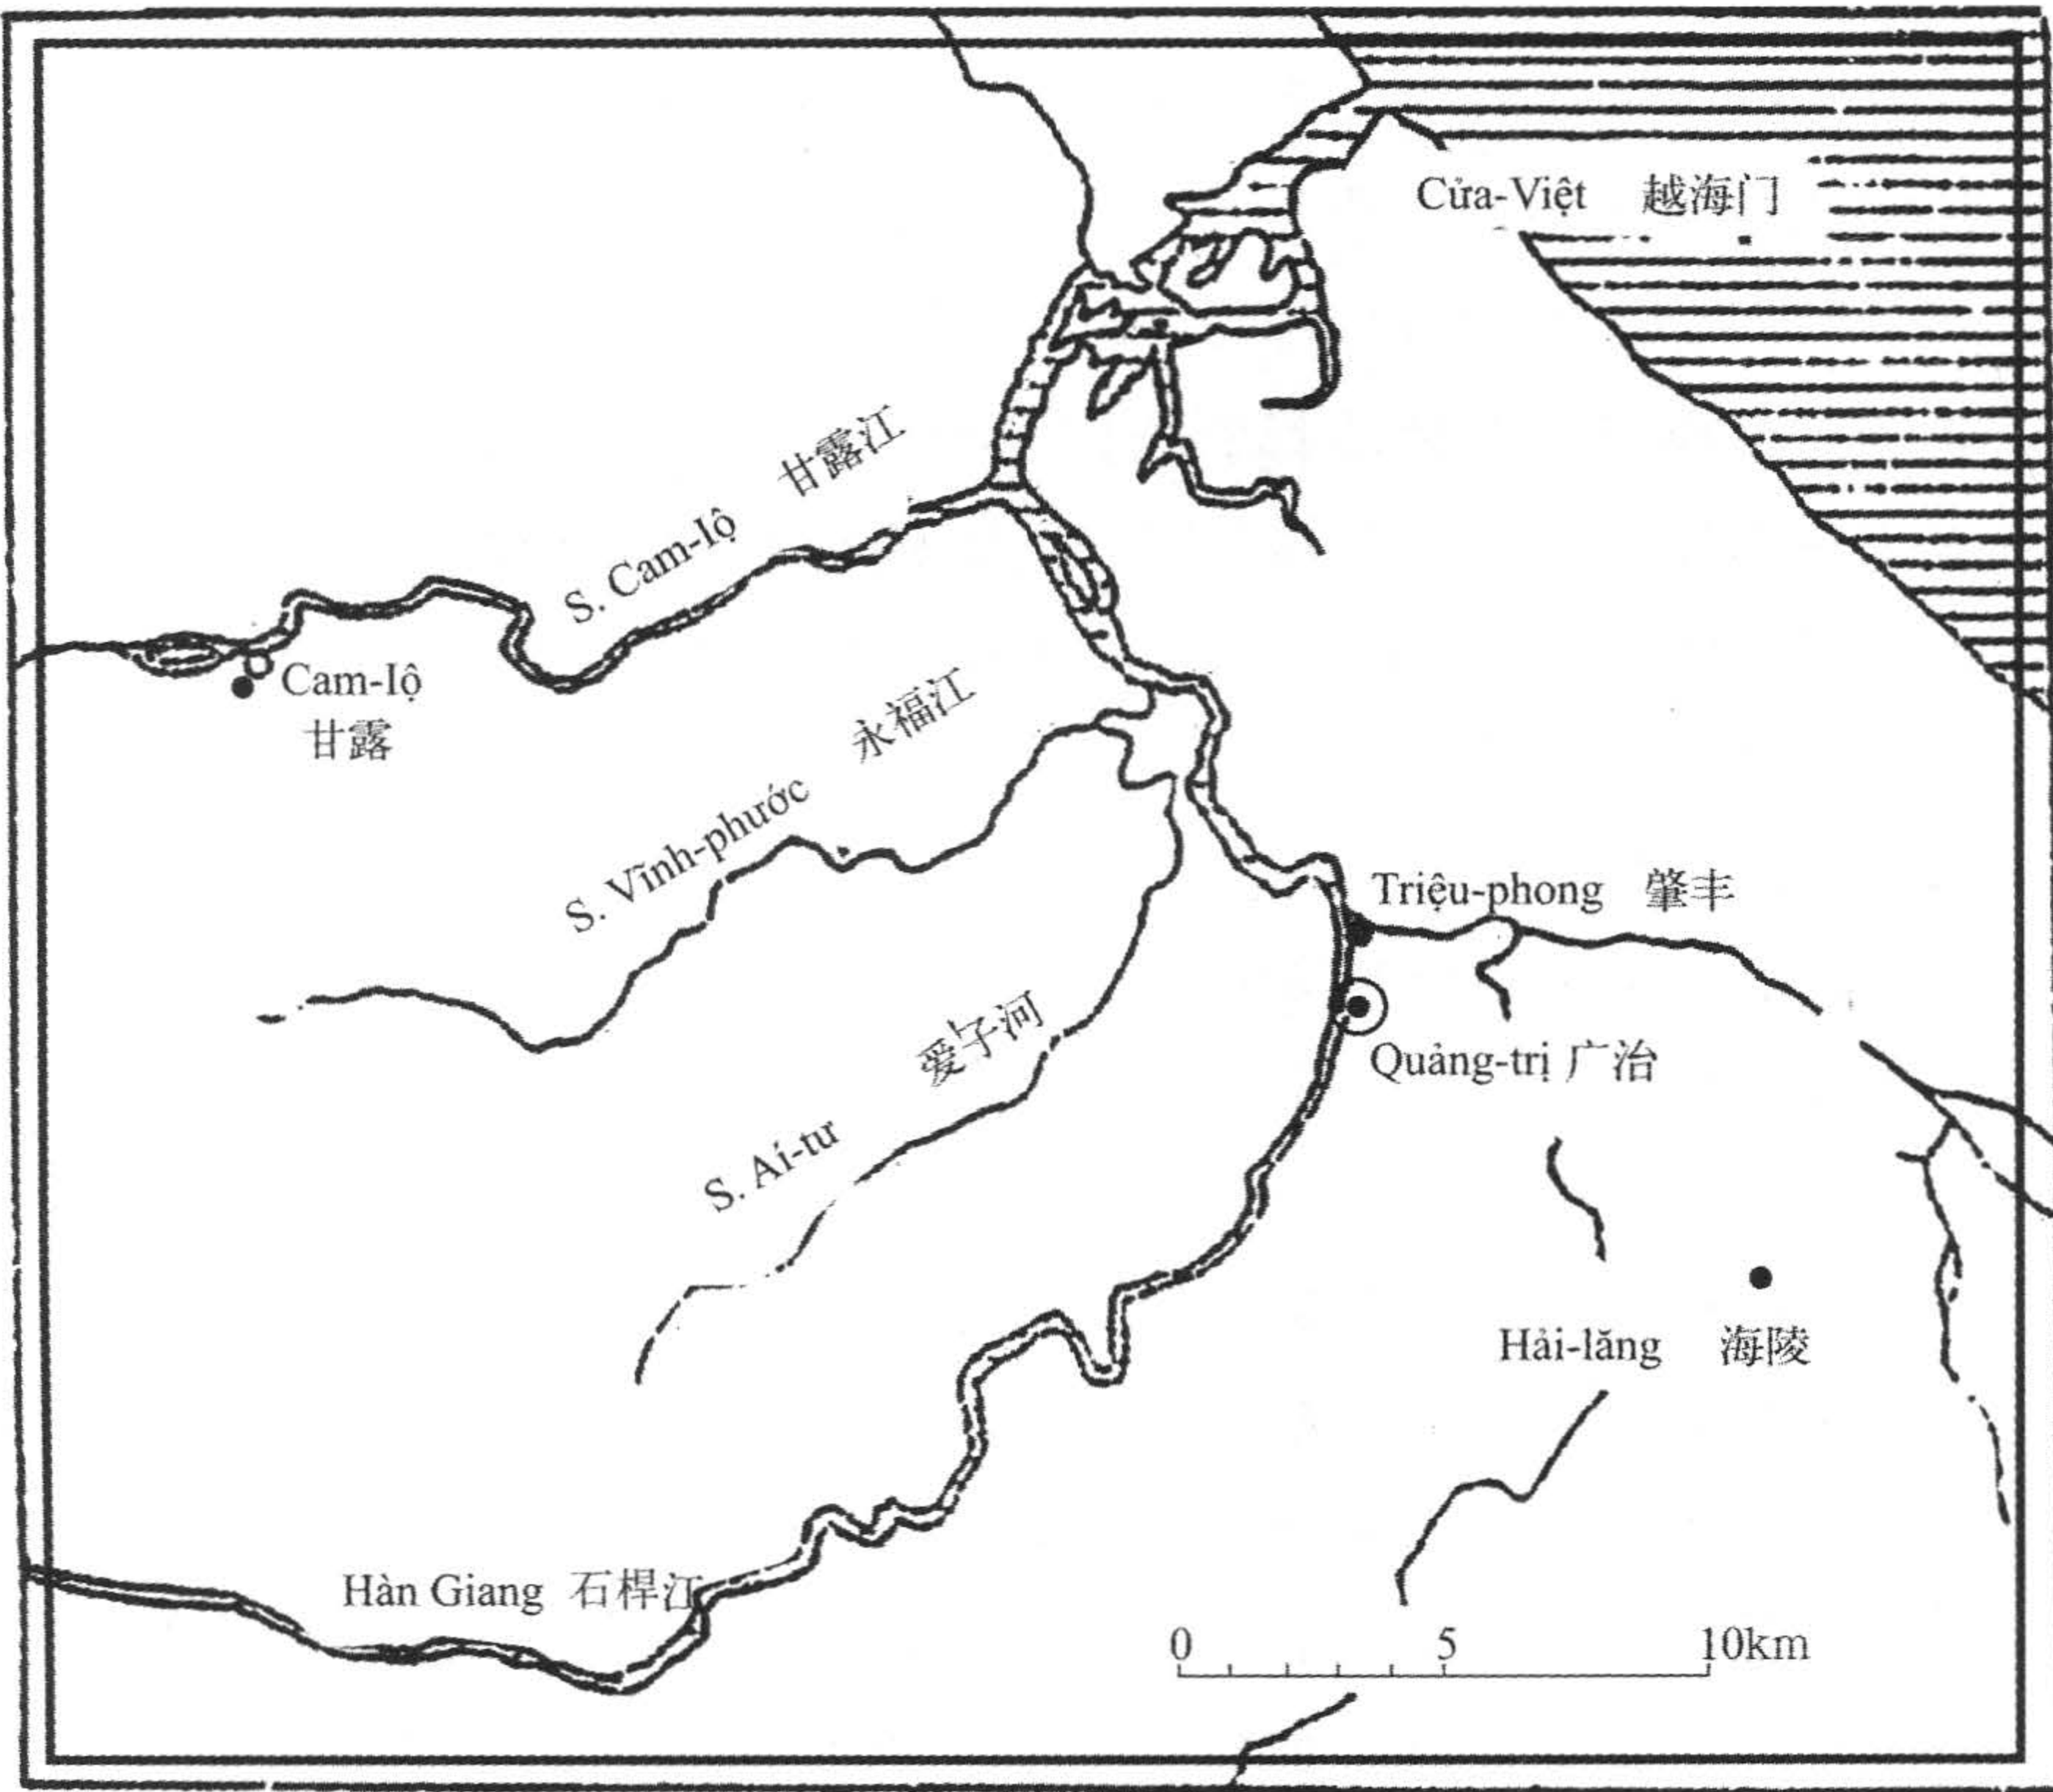 Cửa-Việt 越海门
S. Cam-lộ 甘露江
Cam-lộ
甘露
S. Vĩnh-phước 永福江
Triệu-phong 肇丰
Quảng-trị 广治
S. Aí-tư 爱子河
Hải-lăng 海陵
Hàn Giang 石桿江
0 5 10km